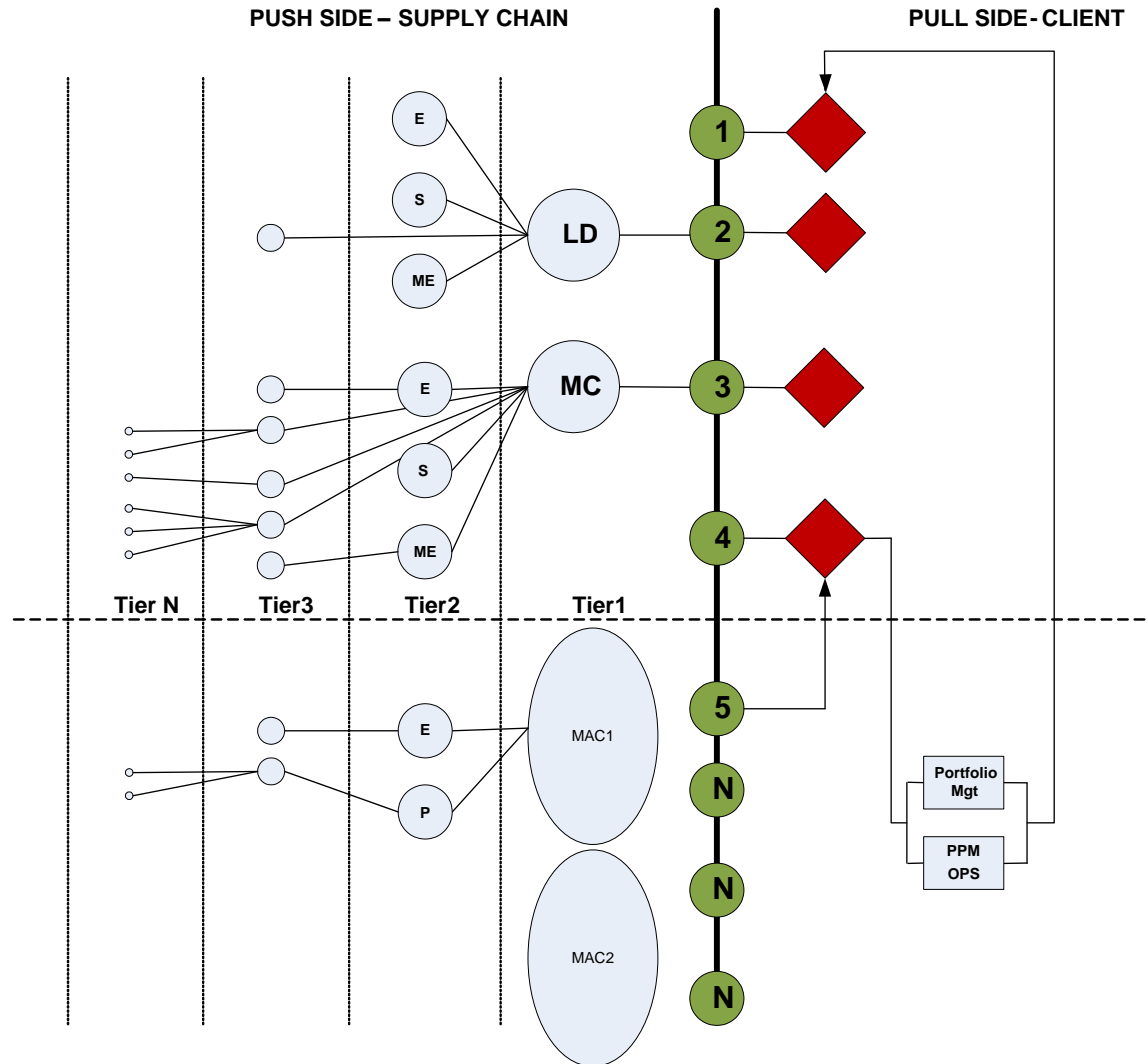 PUSH SIDE – SUPPLY CHAIN
PULL SIDE- CLIENT
E
1
S
LD
2
ME
E
MC
3
S
4
ME
Tier N
Tier3
Tier2
Tier1
5
E
MAC1
Portfolio
Mgt
N
P
PPM
OPS
N
MAC2
N